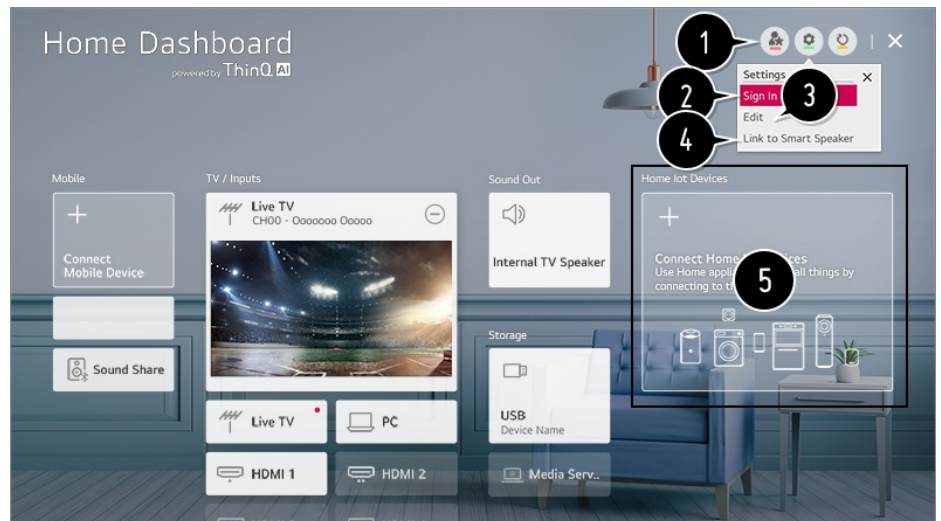 Home Dashboard
powered by ThinQ AI
1
Settings
2
Sign In
3
Edit
4
Link to Smart Speaker
Mobile
TV / Inputs
Sound Out
Home Iot Devices
Live TV
CH00 - Ooooooo Ooooo
Connect
Mobile Device
Internal TV Speaker
Connect Home
Use Home all things by
connecting to
5
Storage
Sound Share
USB
Device Name
Live TV
PC
HDMI 1
HDMI 2
Media Serv..